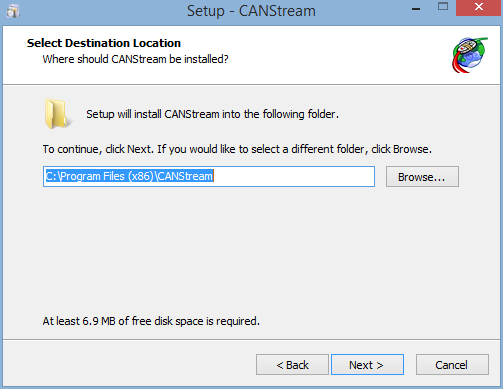 Setup - CANStream
Select Destination Location
Where should CANStream be installed?
Setup will install CANStream into the following folder.
To continue, click Next. If you would like to select a different folder, click Browse.
C:\Program Files (x86)\CANStream
Browse...
At least 6.9 MB of free disk space is required.
< Back
Next >
Cancel